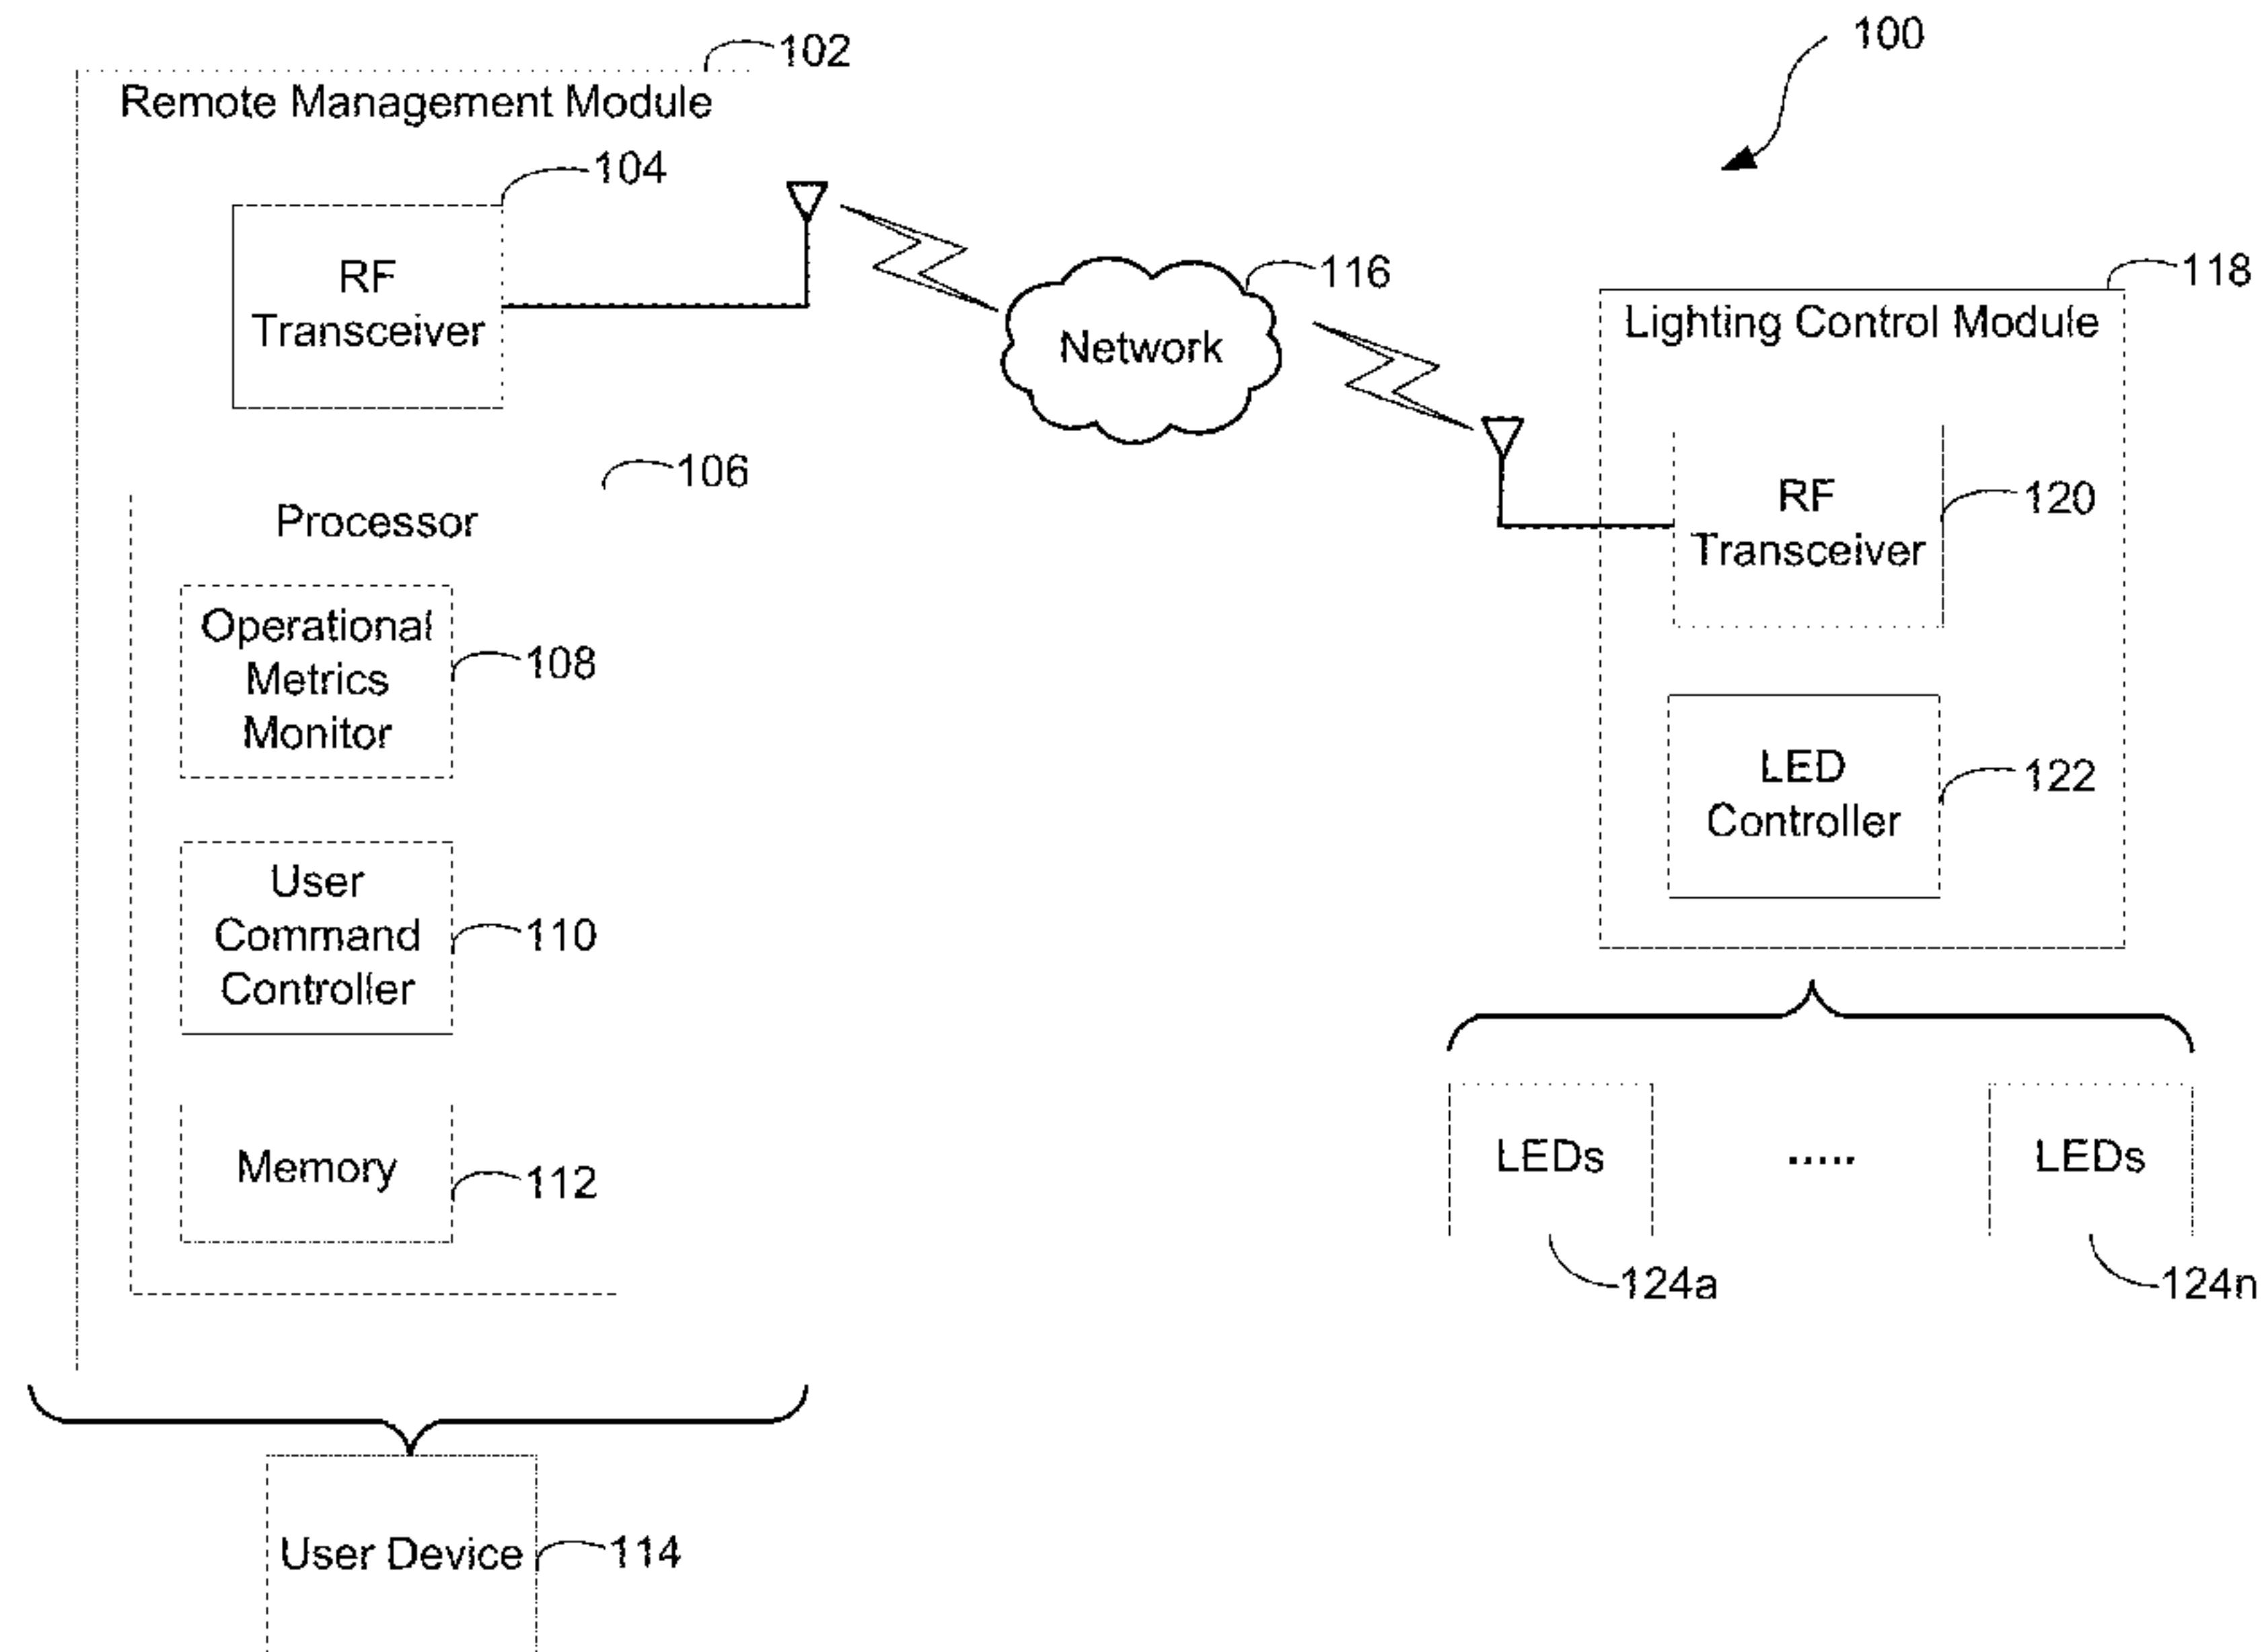 102
100
Remote Management Module
104
RF
Transceiver
116
Network
118
Lighting Control Module
106
Processor
RF
Transceiver
120
Operational
Metrics
Monitor
108
LED
Controller
122
User
Command
Controller
110
Memory
112
LEDs
.....
LEDs
124a
124n
User Device
114